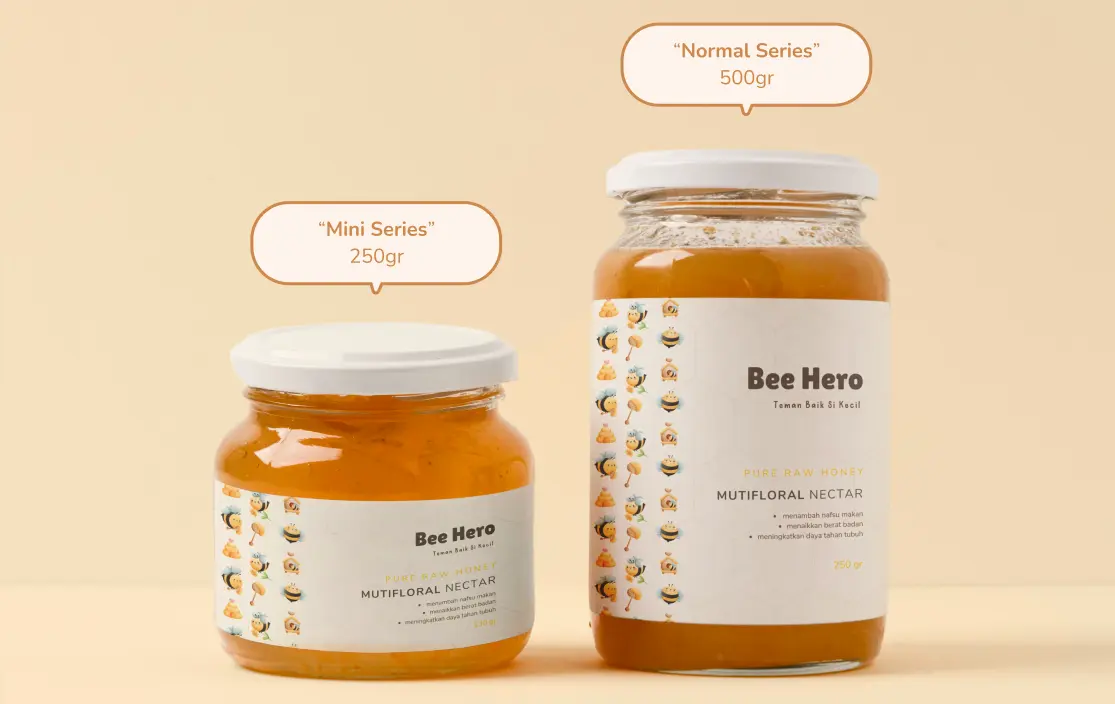 “Normal Series”
500gr
“Mini Series”
250gr
Bee Hero
Teman Baik Si Kecil
PURE RAW HONEY
MUTIFLORAL NECTAR
• menambah nafsu makan
• menaikkan berat badan
• meningkatkan daya tahan tubuh
250 gr
Bee Hero
Teman Baik Si Kecil
PURE RAW HONEY
MUTIFLORAL NECTAR
• menambah nafsu makan
• menaikkan berat badan
• meningkatkan daya tahan tubuh